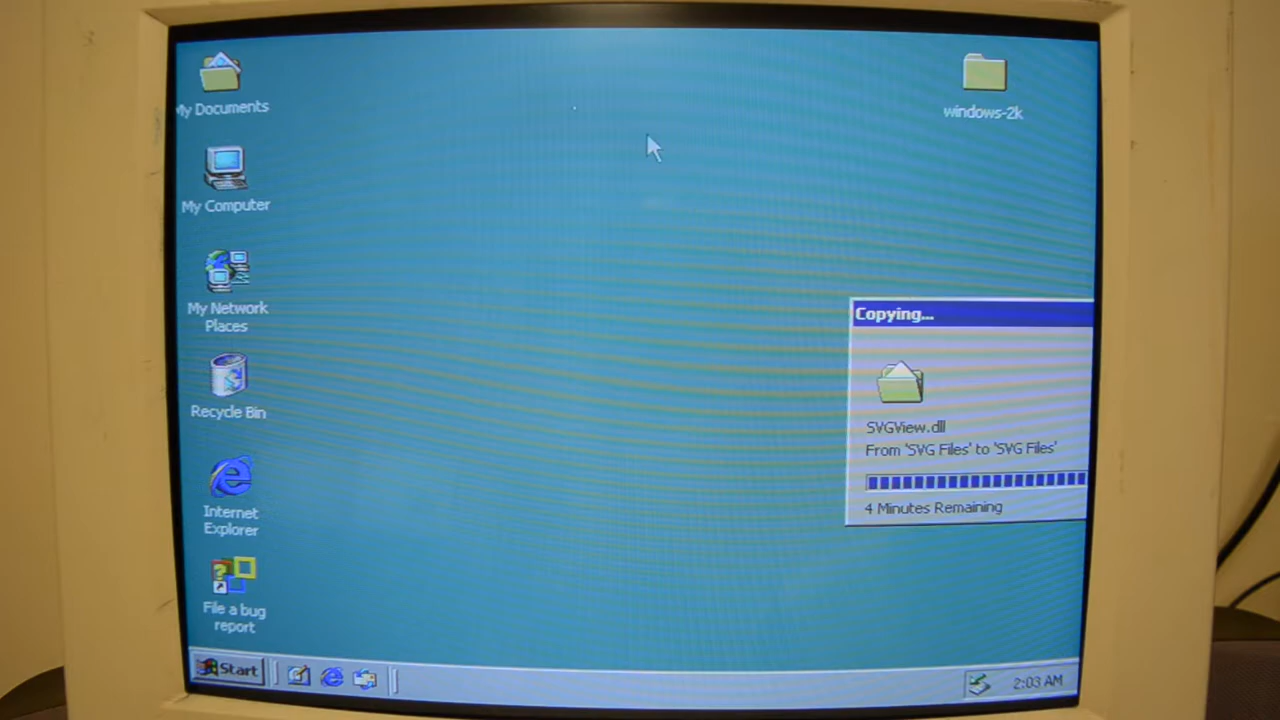 My Documents
windows-2k
My Computer
My Network
Places
Copying...
SVGView.dll
From 'SVG Files' to 'SVG Files'
4 Minutes Remaining
Recycle Bin
Internet
Explorer
File a bug
report
Start
2:03 AM